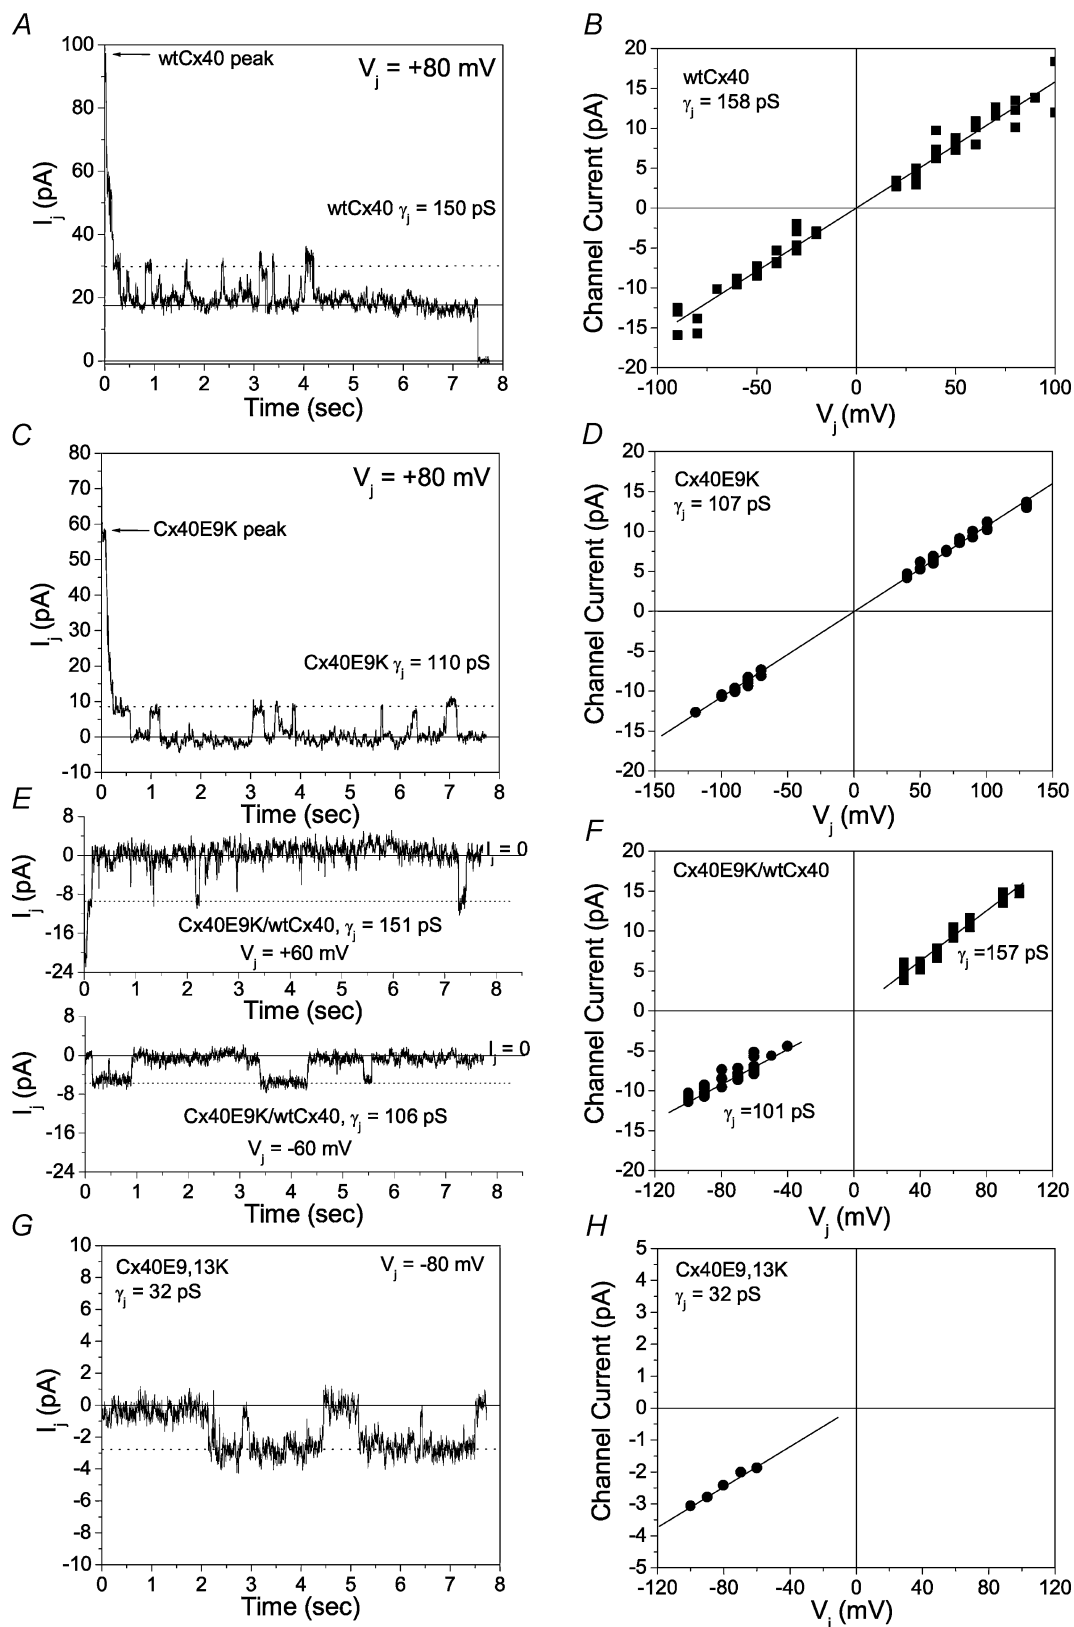 A
100
80
60
40
20
0
I_j (pA)
wtCx40 peak
V_j = +80 mV
wtCx40 γ_j = 150 pS
0 1 2 3 4 5 6 7 8
Time (sec)
B
20
15
10
5
0
-5
-10
-15
-20
Channel Current (pA)
wtCx40
γ_j = 158 pS
-100 -50 0 50 100
V_j (mV)
C
80
70
60
50
40
30
20
10
0
-10
I_j (pA)
V_j = +80 mV
Cx40E9K peak
Cx40E9K γ_j = 110 pS
0 1 2 3 4 5 6 7 8
Time (sec)
D
20
15
10
5
0
-5
-10
-15
-20
Channel Current (pA)
Cx40E9K
γ_j = 107 pS
-150 -100 -50 0 50 100 150
V_j (mV)
E
8
0
-8
-16
-24
I_j (pA)
I_j = 0
Cx40E9K/wtCx40, γ_j = 151 pS
V_j = +60 mV
0 1 2 3 4 5 6 7 8
Time (sec)
8
0
-8
-16
-24
I_j (pA)
I_j = 0
Cx40E9K/wtCx40, γ_j = 106 pS
V_j = -60 mV
0 1 2 3 4 5 6 7 8
Time (sec)
F
20
15
10
5
0
-5
-10
-15
-20
Channel Current (pA)
Cx40E9K/wtCx40
γ_j =157 pS
γ_j =101 pS
-120 -80 -40 0 40 80 120
V_j (mV)
G
10
8
6
4
2
0
-2
-4
-6
-8
-10
I_j (pA)
Cx40E9,13K
γ_j = 32 pS
V_j = -80 mV
0 1 2 3 4 5 6 7 8
Time (sec)
H
5
4
3
2
1
0
-1
-2
-3
-4
-5
Channel Current (pA)
Cx40E9,13K
γ_j = 32 pS
-120 -80 -40 0 40 80 120
V_j (mV)